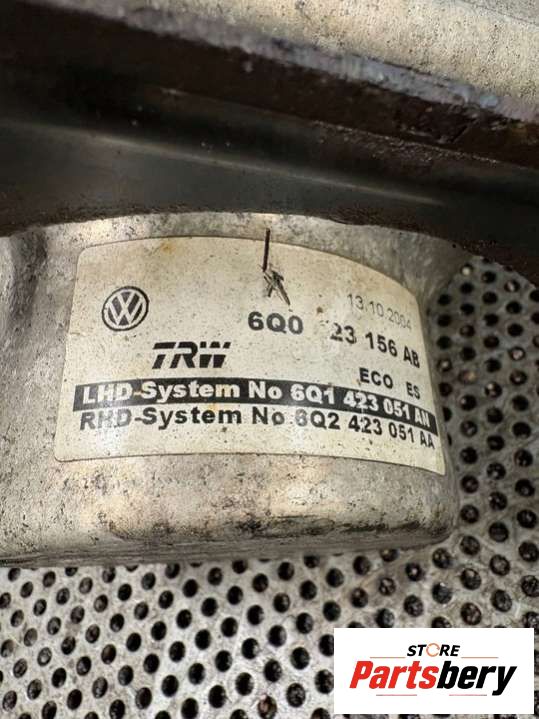 13.10.2004
6Q0 23 156 AB
TRW
ECO ES
LHD-System No 6Q1 423 051 AN
RHD-System No 6Q2 423 051 AA
STORE
Partsbery